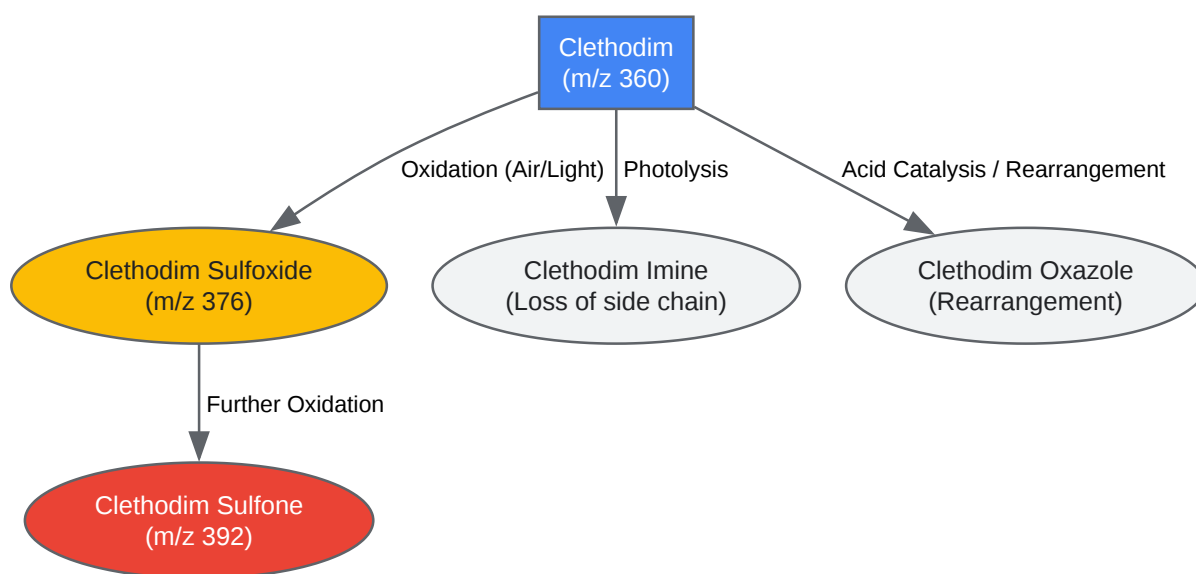 Clethodim
(m/z 360)
Oxidation (Air/Light)
Photolysis
Acid Catalysis / Rearrangement
Clethodim Sulfoxide
(m/z 376)
Clethodim Imine
(Loss of side chain)
Clethodim Oxazole
(Rearrangement)
Further Oxidation
Clethodim Sulfone
(m/z 392)